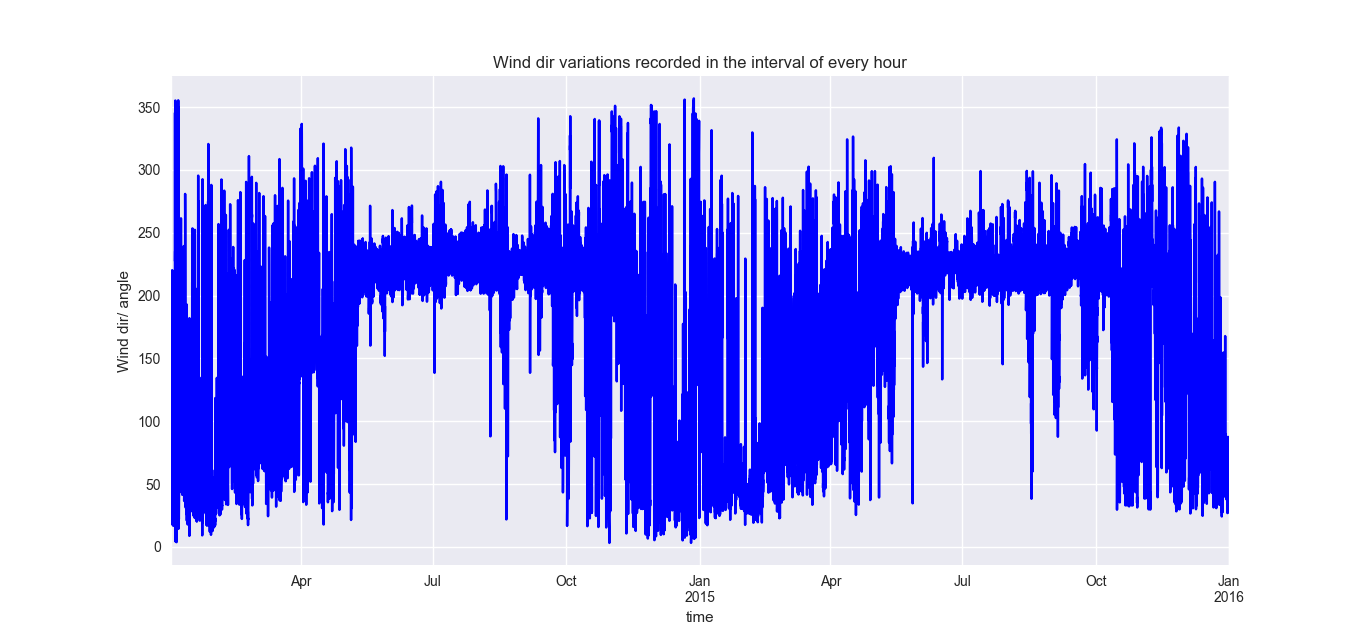 Wind dir variations recorded in the interval of every hour
350
300
250
200
150
100
50
0
Wind dir/ angle
Apr
Jul
Oct
Jan
2015
Apr
Jul
Oct
Jan
2016
time